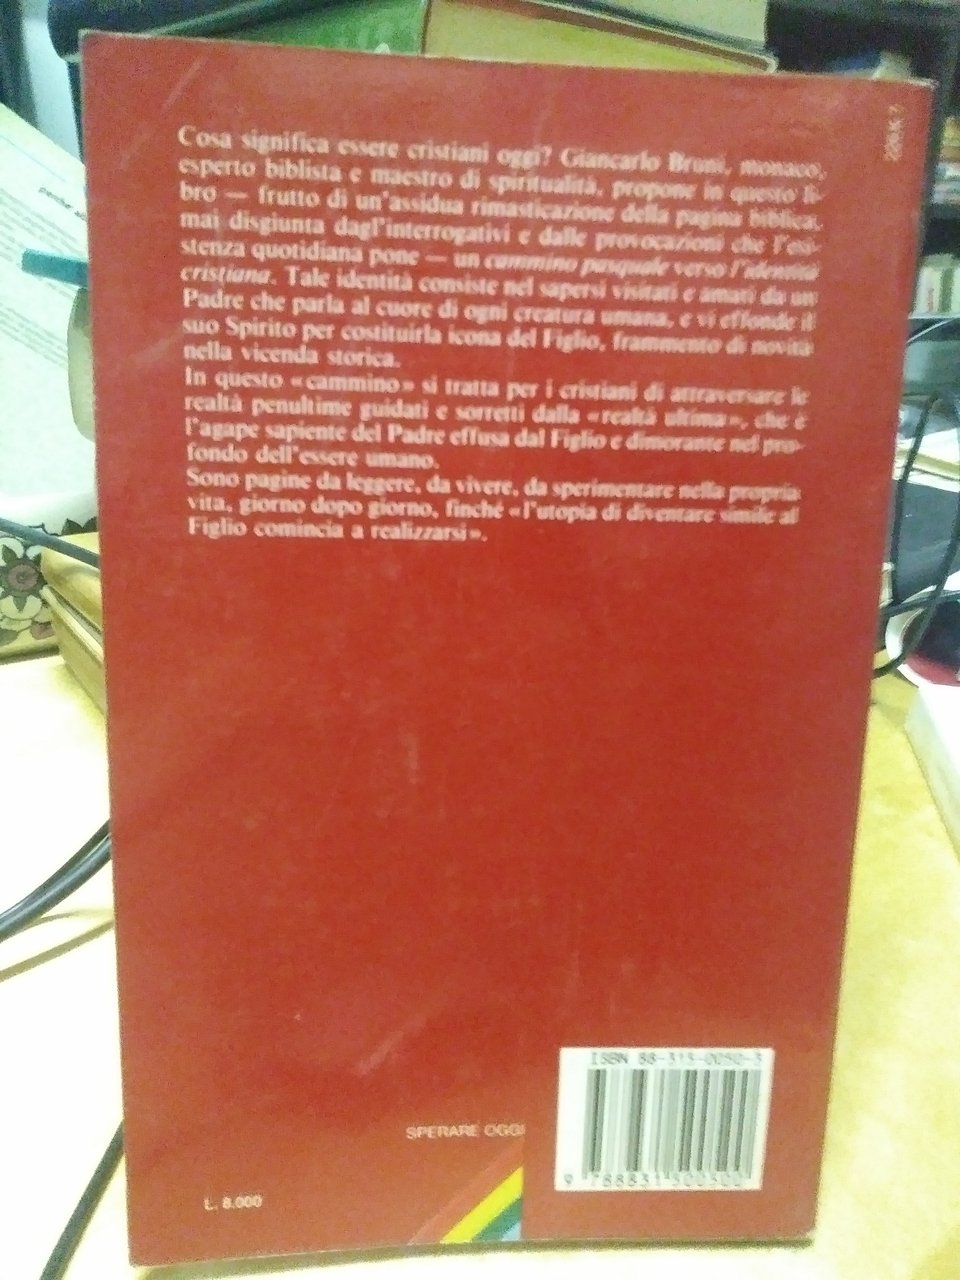 Cosa significa essere cristiani oggi? Giancarlo Bruni, monaco,
esperto biblista e maestro di spiritualità, propone in questo li-
bro — frutto di un'assidua rimasticazione della pagina biblica,
mai disgiunta dagl'interrogativi e dalle provocazioni che l'esi-
stenza quotidiana pone — un cammino pasquale verso l'identità
cristiana. Tale identità consiste nel sapersi visitati e amati da un
Padre che parla al cuore di ogni creatura umana, e vi effonde il
suo Spirito per costituirla icona del Figlio, frammento di novità
nella vicenda storica.
In questo «cammino» si tratta per i cristiani di attraversare le
realtà penultime guidati e sorretti dalla «realtà ultima», che è
l'agape sapiente del Padre effusa dal Figlio e dimorante nel pro-
fondo dell'essere umano.
Sono pagine da leggere, da vivere, da sperimentare nella propria
vita, giorno dopo giorno, finché «l'utopia di diventare simile al
Figlio comincia a realizzarsi».
ISBN 88-313-0050-3
SPERARE OGGI
9 788831 300500
L. 8.000